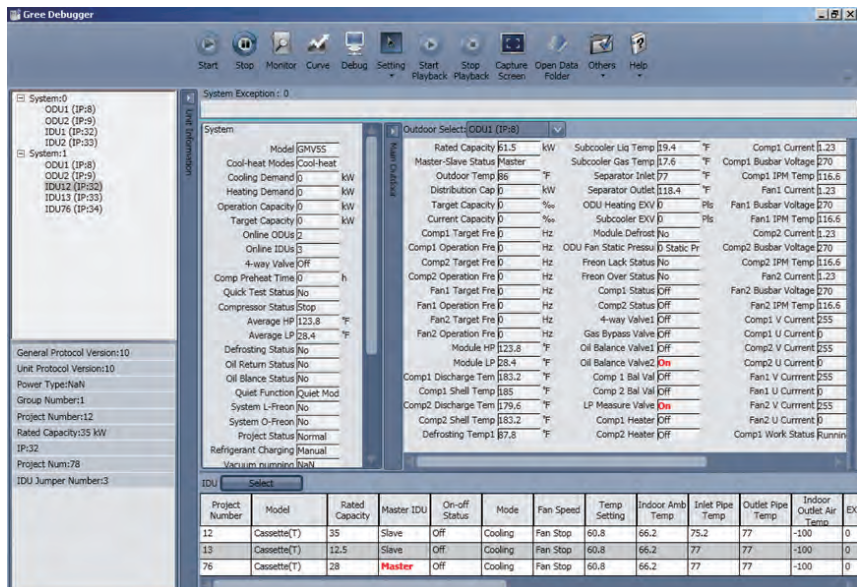 Gree Debugger
Start Stop Monitor Curve Debug Setting Start Playback Stop Playback Capture Screen Open Data Folder Others Help
System:0
ODU1 (IP:8)
ODU2 (IP:9)
IDU1 (IP:32)
IDU2 (IP:33)
System:1
ODU1 (IP:8)
ODU2 (IP:9)
IDU12 (IP:32)
IDU13 (IP:33)
IDU76 (IP:34)
General Protocol Version:10
Unit Protocol Version:10
Power Type:NaN
Group Number:1
Project Number:12
Rated Capacity:35 kW
IP:32
Project Num:78
IDU Jumper Number:3
Unit Information
System Exception : 0
System
Model GMV5S
Cool-heat Modes Cool-heat
Cooling Demand 0 kW
Heating Demand 0 kW
Operation Capacity 0 kW
Target Capacity 0 kW
Online ODUs 2
Online IDUs 3
4-way Valve Off
Comp Preheat Time 0 h
Quick Test Status No
Compressor Status Stop
Average HP 123.8 °F
Average LP 28.4 °F
Defrosting Status No
Oil Return Status No
Oil Blance Status No
Quiet Function Quiet Mod
System L-Freon No
System O-Freon No
Project Status Normal
Refrigerant Charging Manual
Vacuum pumping NaN
Main Outdoor
Outdoor Select: ODU1 (IP:8)
Rated Capacity 61.5 kW
Master-Slave Status Master
Outdoor Temp 86 °F
Distribution Cap 0 kW
Target Capacity 0 ‰
Current Capacity 0 ‰
Comp1 Target Fre 0 Hz
Comp1 Operation Fre 0 Hz
Comp2 Target Fre 0 Hz
Comp2 Operation Fre 0 Hz
Fan1 Target Fre 0 Hz
Fan1 Operation Fre 0 Hz
Fan2 Target Fre 0 Hz
Fan2 Operation Fre 0 Hz
Module HP 123.8 °F
Module LP 28.4 °F
Comp1 Discharge Tem 183.2 °F
Comp1 Shell Temp 185 °F
Comp2 Discharge Tem 179.6 °F
Comp2 Shell Temp 183.2 °F
Defrosting Temp1 87.8 °F
Subcooler Liq Temp 19.4 °F
Subcooler Gas Temp 17.6 °F
Separator Inlet 77 °F
Separator Outlet 118.4 °F
ODU Heating EXV 0 Pls
Subcooler EXV 0 Pls
Module Defrost No
ODU Fan Static Pressu 0 Static Pr
Freon Lack Status No
Freon Over Status No
Comp1 Status Off
Comp2 Status Off
4-way Valve1 Off
Gas Bypass Valve Off
Oil Balance Valve1 Off
Oil Balance Valve2 On
Comp 1 Bal Val Off
Comp 2 Bal Val Off
LP Measure Valve On
Comp1 Heater Off
Comp2 Heater Off
Comp1 Current 1.23
Comp1 Busbar Voltage 270
Comp1 IPM Temp 116.6
Fan1 Current 1.23
Fan1 Busbar Voltage 270
Fan1 IPM Temp 116.6
Comp2 Current 1.23
Comp2 Busbar Voltage 270
Comp2 IPM Temp 116.6
Fan2 Current 1.23
Fan2 Busbar Voltage 270
Fan2 IPM Temp 116.6
Comp1 V Current 255
Comp1 U Current 0
Comp2 V Current 255
Comp2 U Current 0
Fan1 V Current 255
Fan1 U Current 0
Fan2 V Current 255
Fan2 U Current 0
Comp1 Work Status Runnin
IDU Select
Project Number Model Rated Capacity Master IDU On-off Status Mode Fan Speed Temp Setting Indoor Amb Temp Inlet Pipe Temp Outlet Pipe Temp Indoor Outlet Air Temp EX
12 Cassette(T) 35 Slave Off Cooling Fan Stop 60.8 66.2 75.2 77 -100 0
13 Cassette(T) 12.5 Slave Off Cooling Fan Stop 60.8 66.2 77 77 -100 0
76 Cassette(T) 28 Master Off Cooling Fan Stop 60.8 66.2 77 77 -100 0